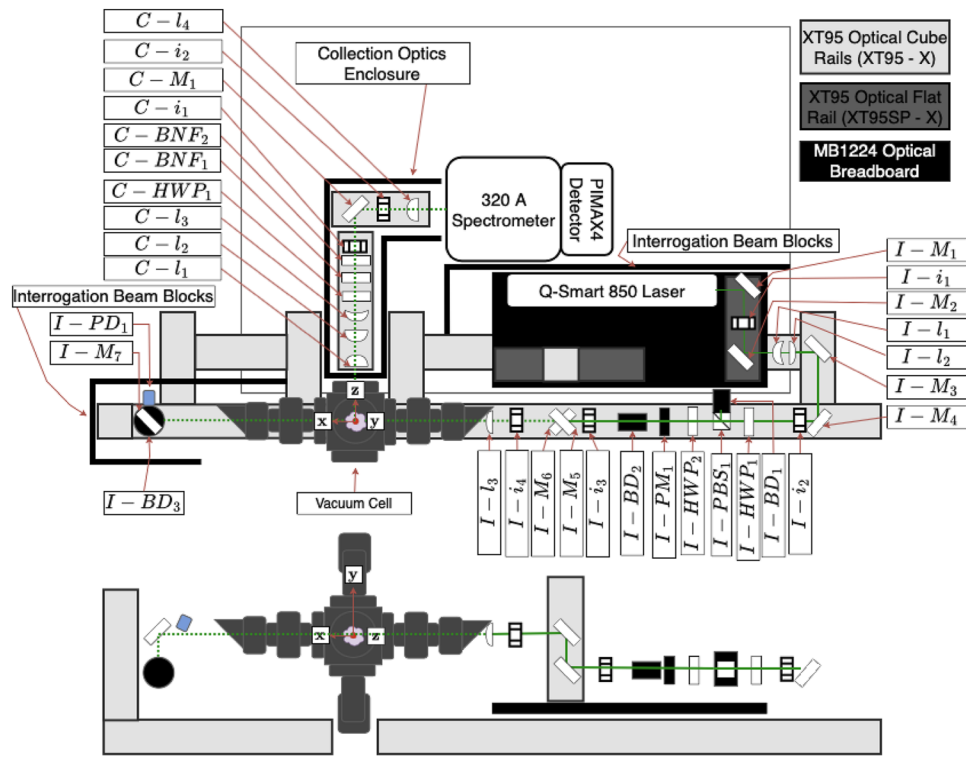 C − l₄
C − i₂
C − M₁
C − i₁
C − BNF₂
C − BNF₁
C − HWP₁
C − l₃
C − l₂
C − l₁
Collection Optics
Enclosure
320 A
Spectrometer
PIMAX4
Detector
XT95 Optical Cube
Rails (XT95 - X)
XT95 Optical Flat
Rail (XT95SP - X)
MB1224 Optical
Breadboard
Interrogation Beam Blocks
Q-Smart 850 Laser
I − M₁
I − i₁
I − M₂
I − l₁
I − l₂
I − M₃
I − M₄
Interrogation Beam Blocks
I − PD₁
I − M₇
I − BD₃
z
x
y
Vacuum Cell
I − l₃
I − i₄
I − M₆
I − M₅
I − i₃
I − BD₂
I − PM₁
I − HWP₂
I − PBS₁
I − HWP₁
I − BD₁
I − i₂
y
x
z